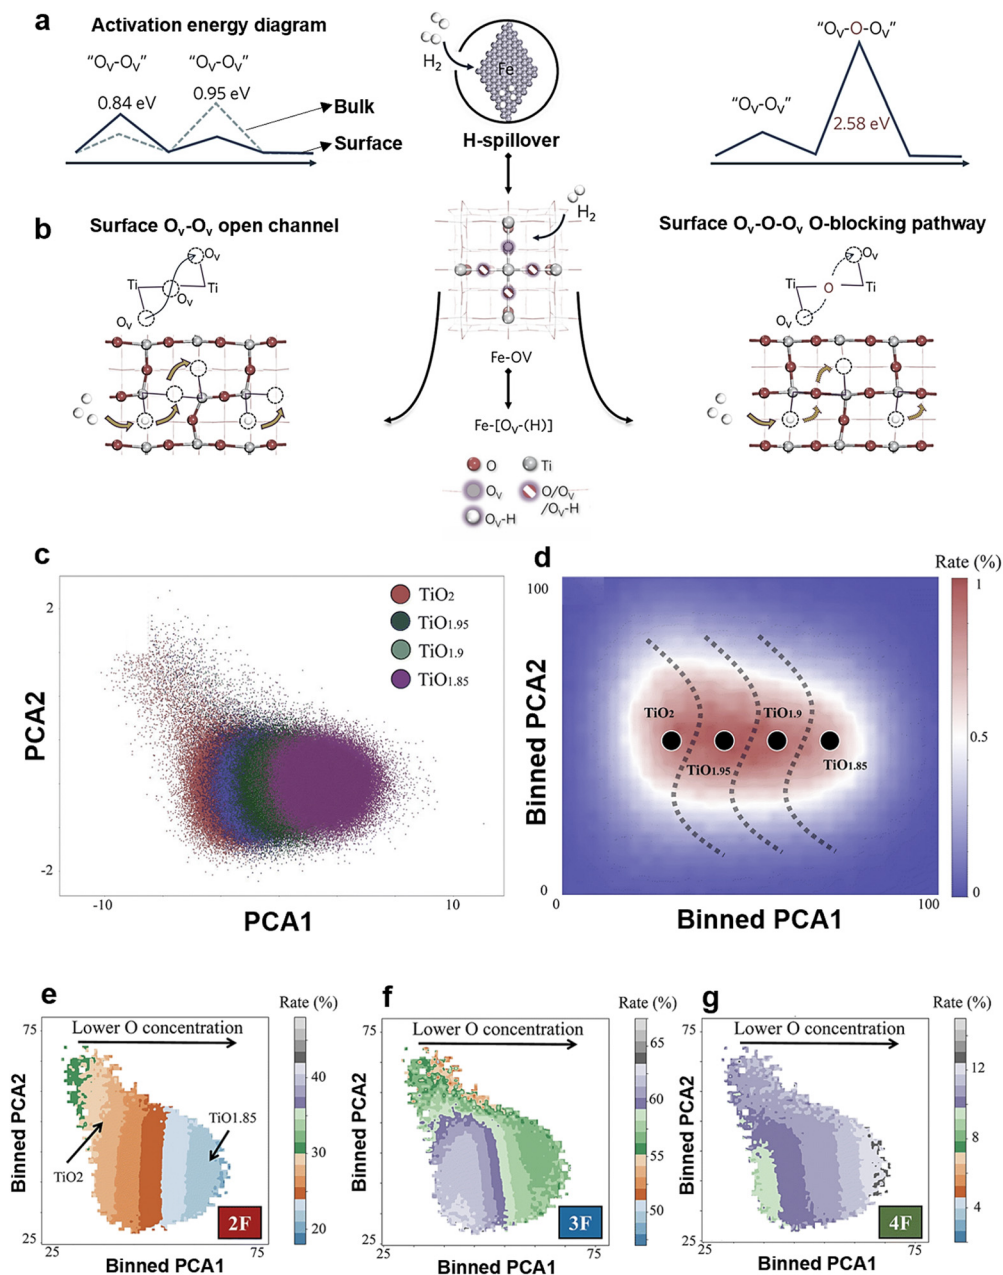 a
Activation energy diagram
“Oᵥ-Oᵥ”
“Oᵥ-Oᵥ”
0.84 eV
0.95 eV
Bulk
Surface
H₂
Fe
H-spillover
“Oᵥ-O-Oᵥ”
“Oᵥ-Oᵥ”
2.58 eV
b
Surface Oᵥ-Oᵥ open channel
Oᵥ
Ti
Ti
Oᵥ
Oᵥ
H₂
Fe-OV
Fe-[Oᵥ-(H)]
O
Ti
Oᵥ
O/Oᵥ
/Oᵥ-H
Oᵥ-H
Surface Oᵥ-O-Oᵥ O-blocking pathway
Oᵥ
Ti
O
Ti
Oᵥ
c
2
-2
PCA2
-10
10
PCA1
TiO₂
TiO₁.₉₅
TiO₁.₉
TiO₁.₈₅
d
Rate (%)
100
0
Binned PCA2
TiO₂
TiO₁.₉
TiO₁.₉₅
TiO₁.₈₅
0
100
Binned PCA1
1
0.5
0
e
Rate (%)
75
25
Binned PCA2
Lower O concentration
TiO1.85
TiO2
2F
25
75
Binned PCA1
40
30
20
f
Rate (%)
75
25
Binned PCA2
Lower O concentration
3F
25
75
Binned PCA1
65
60
55
50
g
Rate (%)
75
25
Binned PCA2
Lower O concentration
4F
25
75
Binned PCA1
12
10
8
6
4